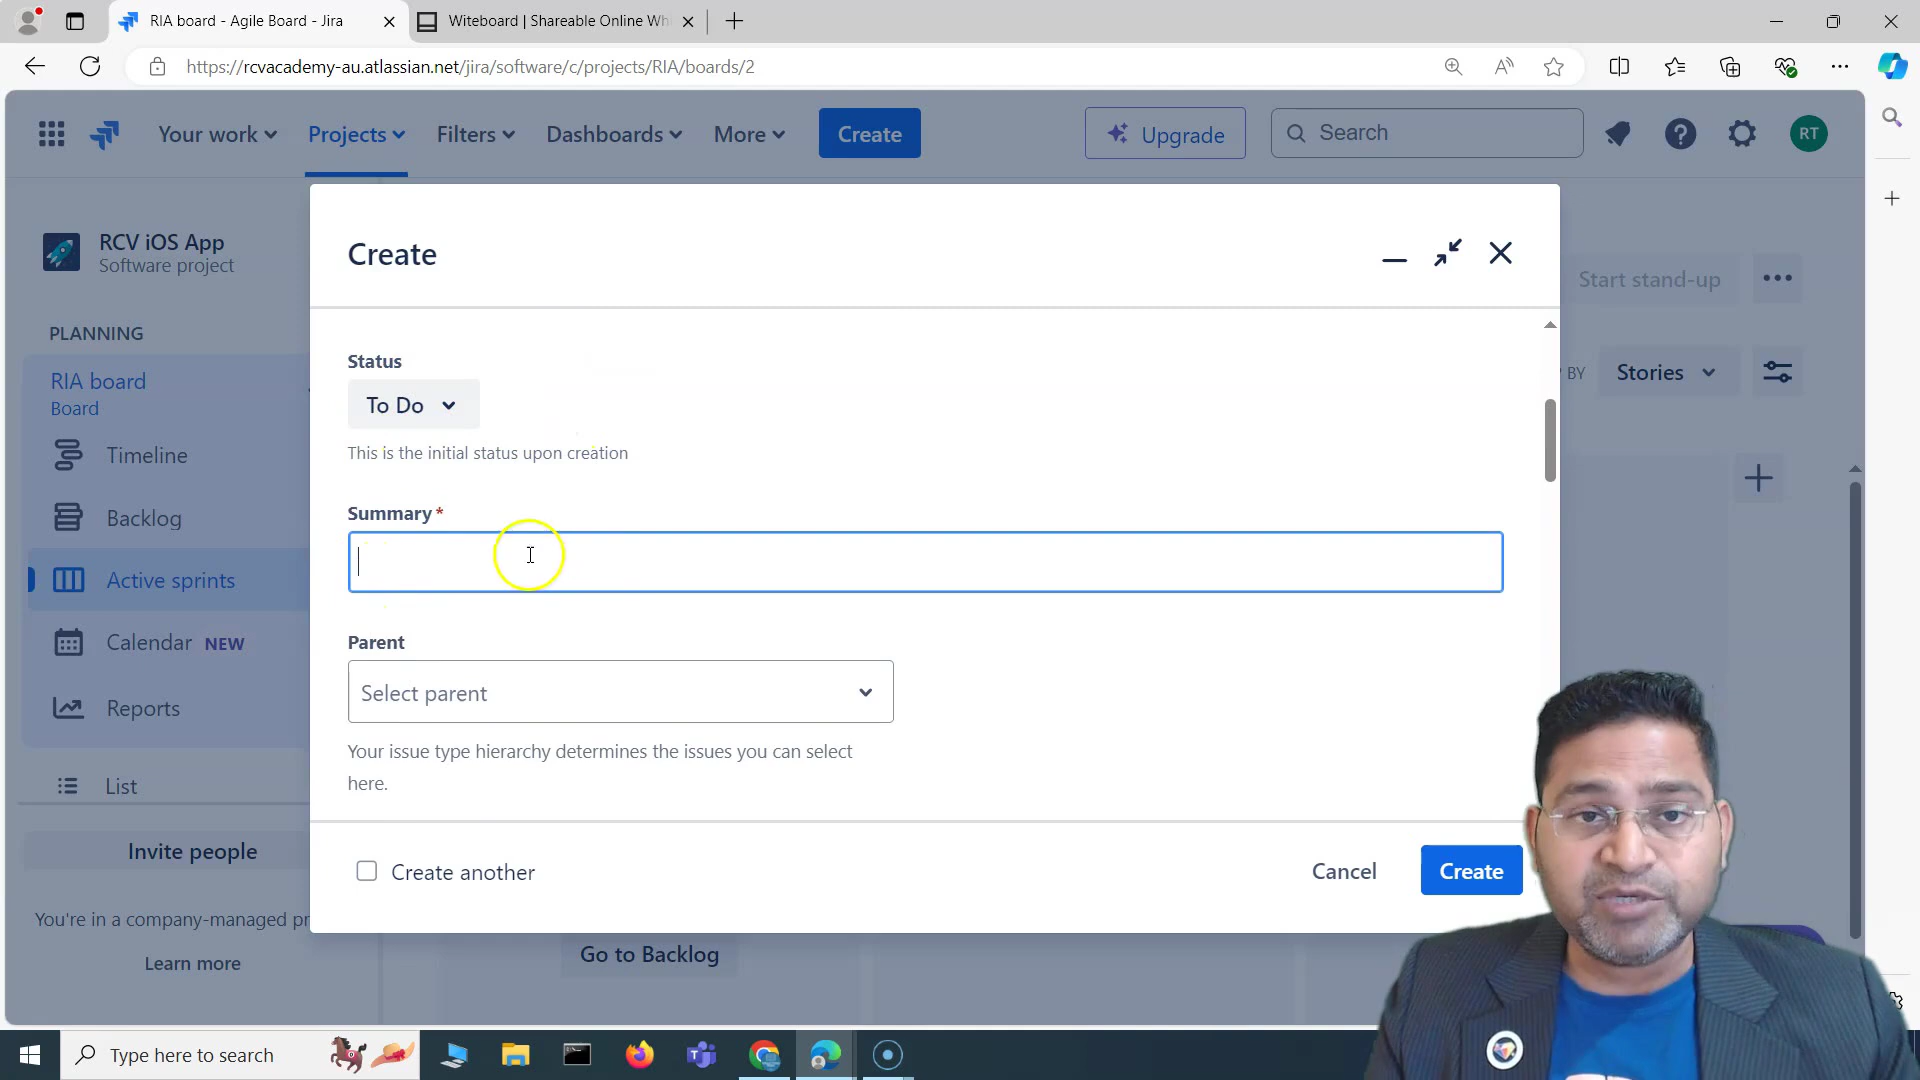 RIA board - Agile Board - Jira
Witeboard | Shareable Online Wh
https://rcvacademy-au.atlassian.net/jira/software/c/projects/RIA/boards/2
Your work
Projects
Filters
Dashboards
More
Create
Upgrade
Search
RT
RCV iOS App
Software project
PLANNING
RIA board
Board
Timeline
Backlog
Active sprints
Calendar NEW
Reports
List
Invite people
You're in a company-managed pr
Learn more
Create
Status
To Do
This is the initial status upon creation
Summary *
Parent
Select parent
Your issue type hierarchy determines the issues you can select
here.
Create another
Cancel
Create
Start stand-up
BY
Stories
Go to Backlog
Type here to search